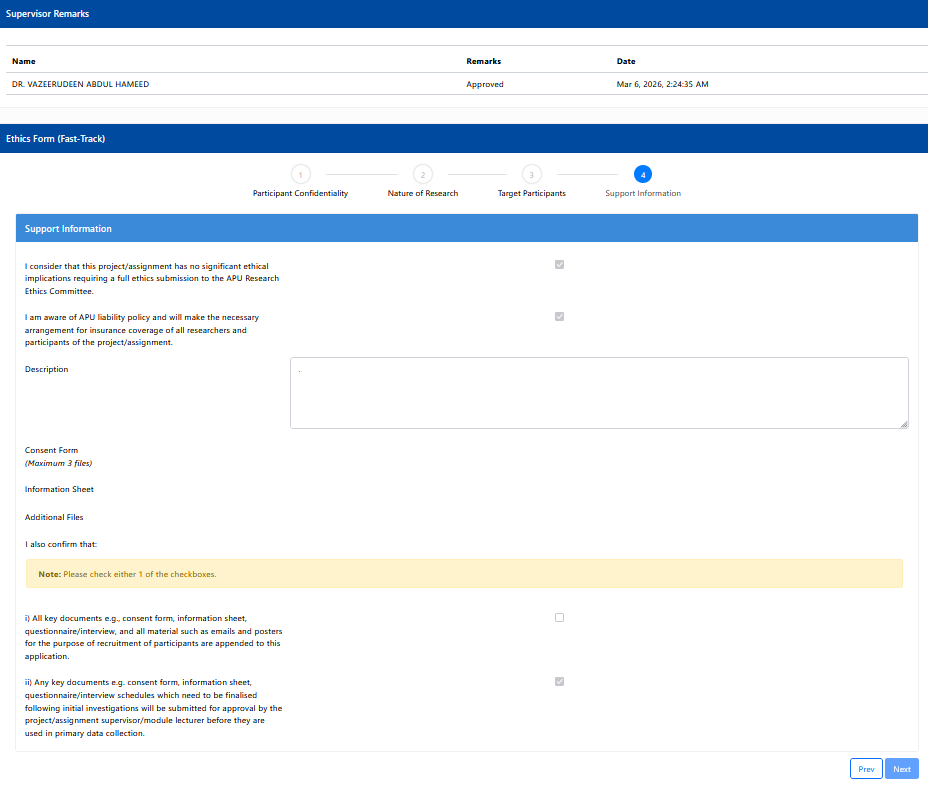 Supervisor Remarks
Name Remarks Date
DR. VAZEERUDEEN ABDUL HAMEED Approved Mar 6, 2026, 2:24:35 AM
Ethics Form (Fast-Track)
1 2 3 4
Participant Confidentiality Nature of Research Target Participants Support Information
Support Information
I consider that this project/assignment has no significant ethical
implications requiring a full ethics submission to the APU Research
Ethics Committee.
I am aware of APU liability policy and will make the necessary
arrangement for insurance coverage of all researchers and
participants of the project/assignment.
Description .
Consent Form
(Maximum 3 files)
Information Sheet
Additional Files
I also confirm that:
Note: Please check either 1 of the checkboxes.
i) All key documents e.g., consent form, information sheet,
questionnaire/interview, and all material such as emails and posters
for the purpose of recruitment of participants are appended to this
application.
ii) Any key documents e.g. consent form, information sheet,
questionnaire/interview schedules which need to be finalised
following initial investigations will be submitted for approval by the
project/assignment supervisor/module lecturer before they are
used in primary data collection.
Prev Next